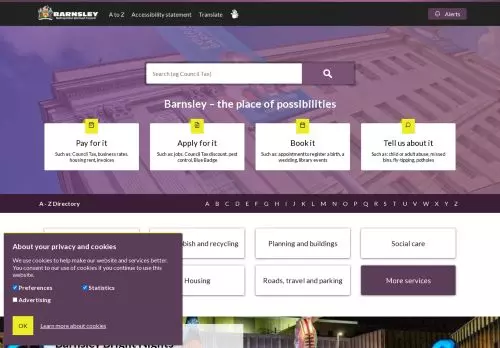 BARNSLEY
Metropolitan Borough Council
A to Z
Accessibility statement
Translate
Alerts
Search (eg Council Tax)
Barnsley – the place of possibilities
Pay for it
Such as: Council Tax, business rates,
housing rent, invoices
Apply for it
Such as: jobs, Council Tax discount, pest
control, Blue Badge
Book it
Such as: appointment to register a birth, a
wedding, library events
Tell us about it
Such as: child or adult abuse, missed
bins, fly-tipping, potholes
A - Z Directory
A B C D E F G H I J K L M N O P Q R S T U V W X Y Z
bish and recycling
Planning and buildings
Social care
Housing
Roads, travel and parking
More services
About your privacy and cookies
We use cookies to help make our website and services better.
You consent to our use of cookies if you continue to use this
website.
Preferences
Statistics
Advertising
OK
Learn more about cookies